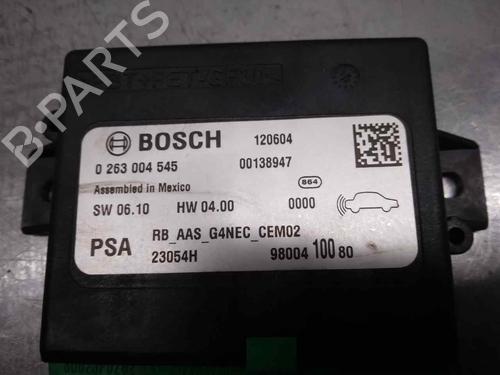 BOSCH 120604
0 263 004 545 00138947
Assembled in Mexico 864
SW 06.10 HW 04.00 0000
PSA RB_AAS_G4NEC_CEM02
23054H 98004 100 80
B-PARTS